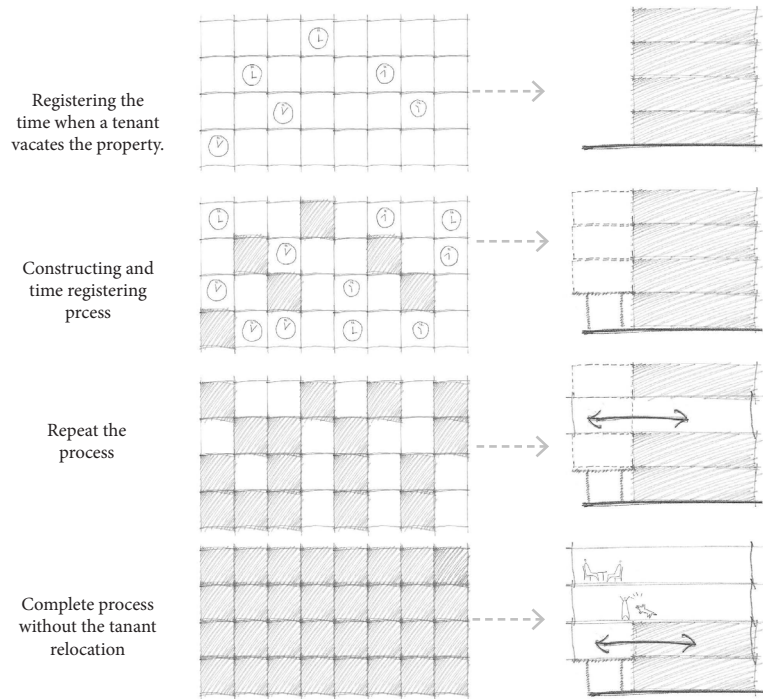 Registering the
time when a tenant
vacates the property.
Constructing and
time registering
prcess
Repeat the
process
Complete process
without the tanant
relocation